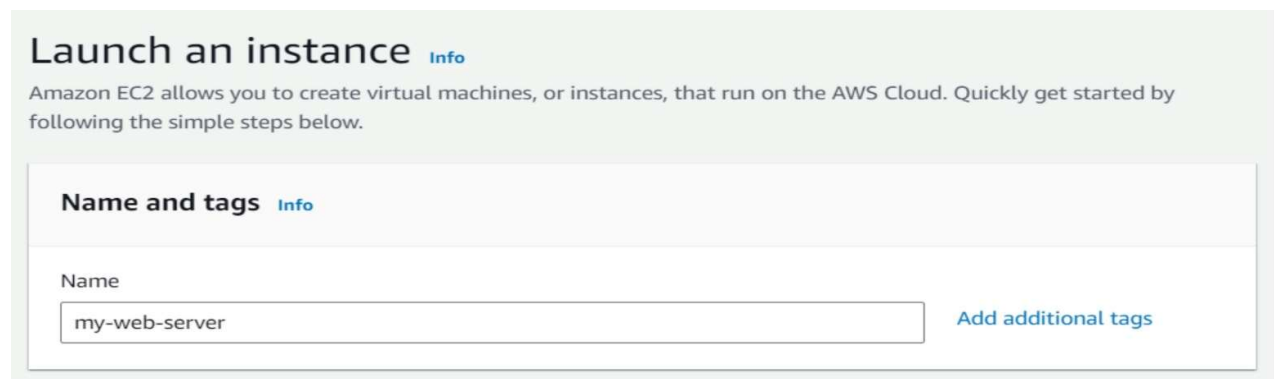 Launch an instance Info
Amazon EC2 allows you to create virtual machines, or instances, that run on the AWS Cloud. Quickly get started by
following the simple steps below.
Name and tags Info
Name
my-web-server Add additional tags